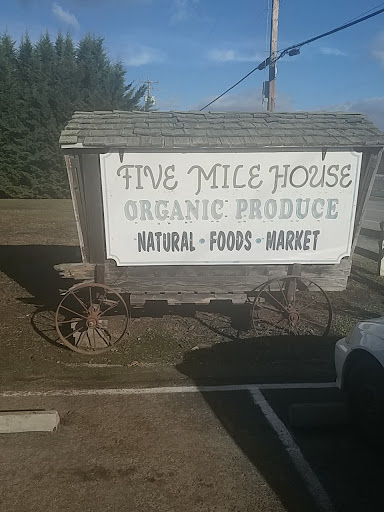 FIVE MILE HOUSE
ORGANIC PRODUCE
NATURAL • FOODS • MARKET